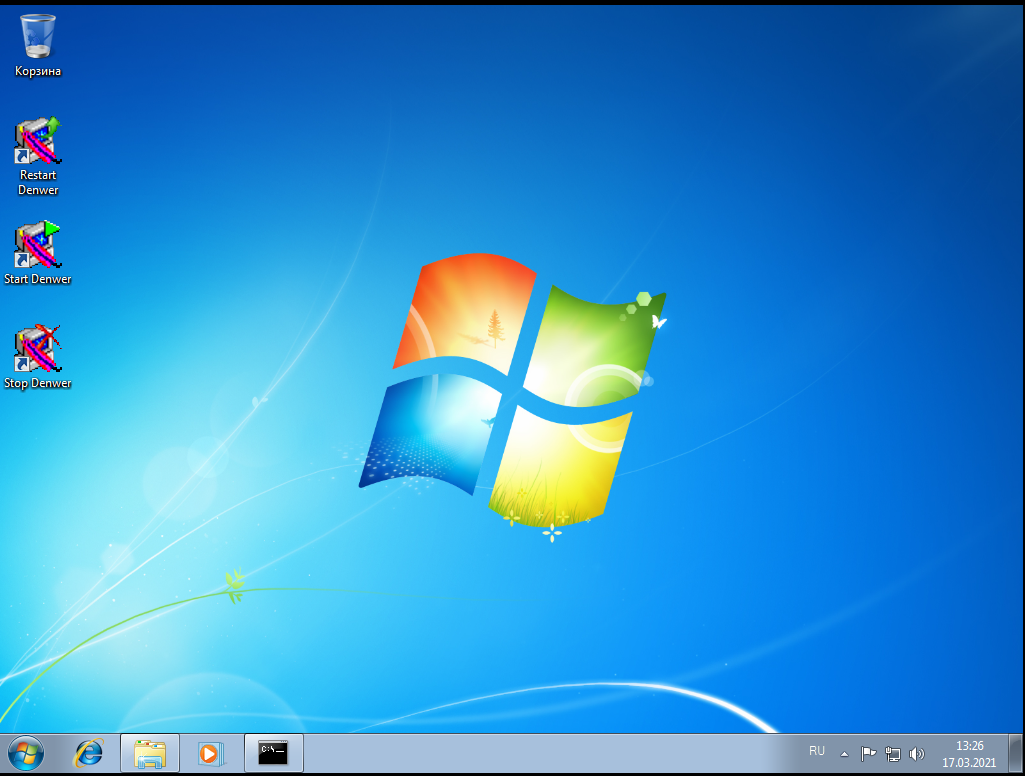 Корзина
Restart
Denwer
Start Denwer
Stop Denwer
C:\
RU
13:26
17.03.2021